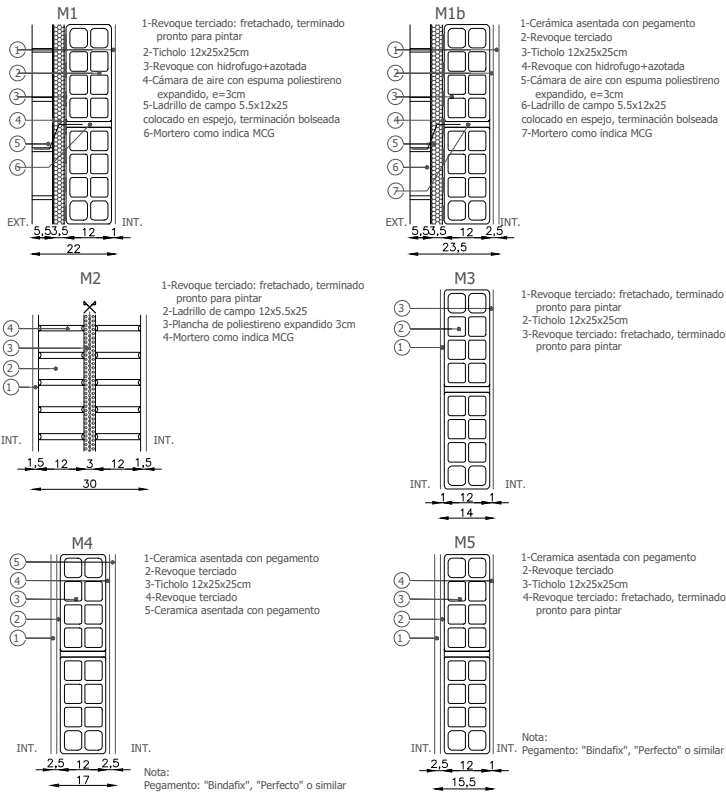 M1
1-Revoque terciado: fretachado, terminado
pronto para pintar
2-Ticholo 12x25x25cm
3-Revoque con hidrofugo+azotada
4-Cámara de aire con espuma poliestireno
expandido, e=3cm
5-Ladrillo de campo 5.5x12x25
colocado en espejo, terminación bolseada
6-Mortero como indica MCG
1
2
3
4
5
6
EXT.
INT.
5,5
3,5
12
1
22
M1b
1-Cerámica asentada con pegamento
2-Revoque terciado
3-Ticholo 12x25x25cm
4-Revoque con hidrofugo+azotada
5-Cámara de aire con espuma poliestireno
expandido, e=3cm
6-Ladrillo de campo 5.5x12x25
colocado en espejo, terminación bolseada
7-Mortero como indica MCG
1
2
3
4
5
6
7
EXT.
INT.
5,5
3,5
12
2,5
23,5
M2
1-Revoque terciado: fretachado, terminado
pronto para pintar
2-Ladrillo de campo 12x5.5x25
3-Plancha de poliestireno expandido 3cm
4-Mortero como indica MCG
4
3
2
1
INT.
INT.
1,5
12
3
12
1,5
30
M3
1-Revoque terciado: fretachado, terminado
pronto para pintar
2-Ticholo 12x25x25cm
3-Revoque terciado: fretachado, terminado
pronto para pintar
3
2
1
INT.
INT.
1
12
1
14
M4
1-Ceramica asentada con pegamento
2-Revoque terciado
3-Ticholo 12x25x25cm
4-Revoque terciado
5-Ceramica asentada con pegamento
5
4
3
2
1
INT.
INT.
2,5
12
2,5
17
Nota:
Pegamento: "Bindafix", "Perfecto" o similar
M5
1-Ceramica asentada con pegamento
2-Revoque terciado
3-Ticholo 12x25x25cm
4-Revoque terciado: fretachado, terminado
pronto para pintar
4
3
2
1
INT.
INT.
2,5
12
1
15,5
Nota:
Pegamento: "Bindafix", "Perfecto" o similar